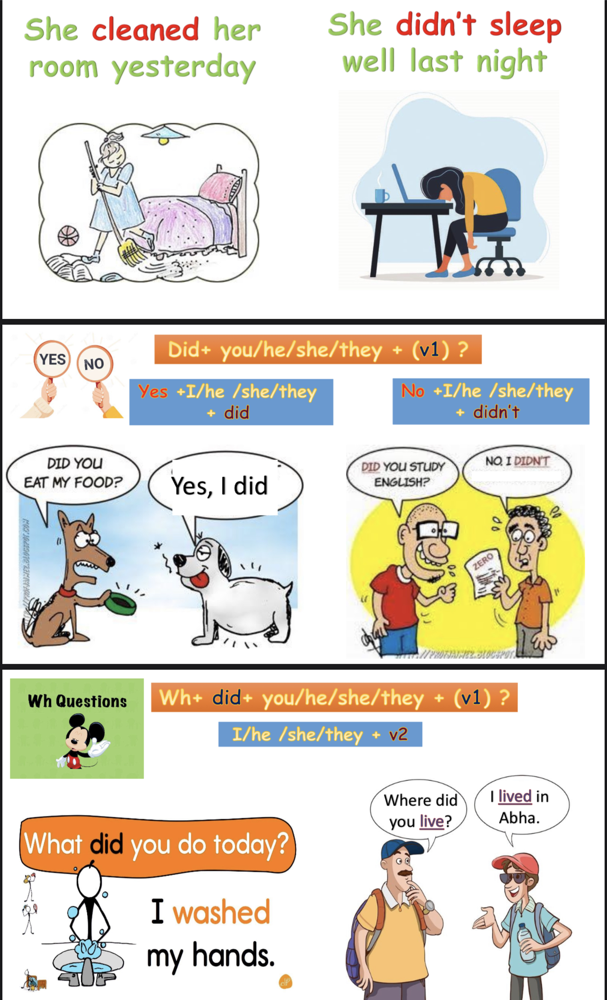 She cleaned her
room yesterday
She didn't sleep
well last night
YES
NO
Did+ you/he/she/they + (v1) ?
Yes +I/he /she/they
+ did
No +I/he /she/they
+ didn't
DID YOU
EAT MY FOOD?
Yes, I did
DID YOU STUDY
ENGLISH?
NO, I DIDN'T
ZERO
Wh Questions
Wh+ did+ you/he/she/they + (v1) ?
I/he /she/they + v2
What did you do today?
I washed
my hands.
clf
Where did
you live?
I lived in
Abha.